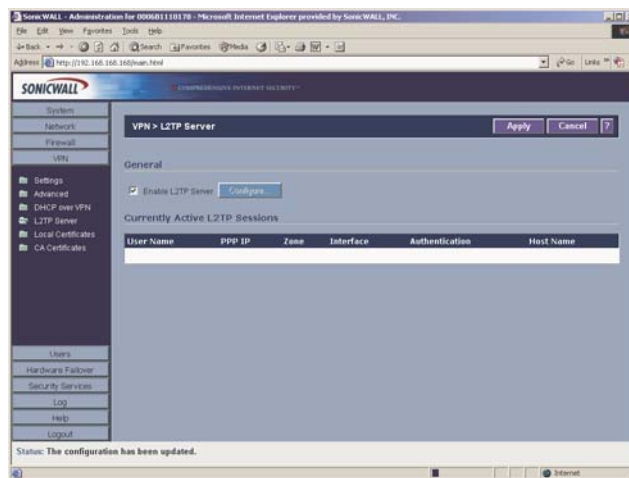 SonicWALL - Administration for 0006B1110178 - Microsoft Internet Explorer provided by SonicWALL, INC.
File Edit View Favorites Tools Help
Back Search Favorites Media
Address http://192.168.168.168/main.html Go Links
SONICWALL
COMPREHENSIVE INTERNET SECURITY™
System
Network
Firewall
VPN
Settings
Advanced
DHCP over VPN
L2TP Server
Local Certificates
CA Certificates
Users
Hardware Failover
Security Services
Log
Help
Logout
VPN > L2TP Server
Apply Cancel ?
General
Enable L2TP Server Configure...
Currently Active L2TP Sessions
User Name PPP IP Zone Interface Authentication Host Name
Status: The configuration has been updated.
Internet